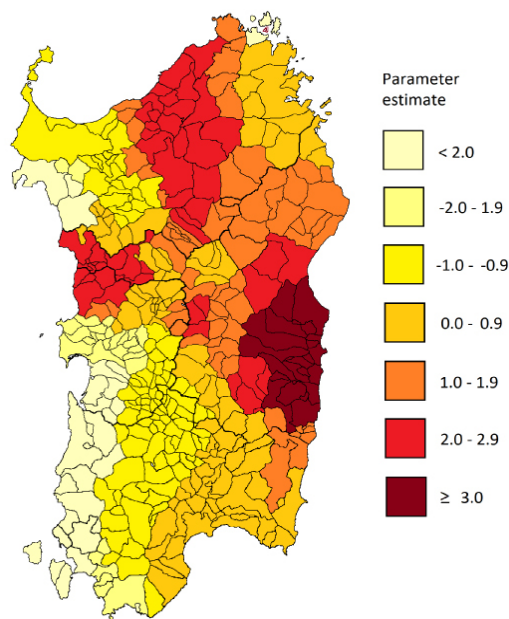 Parameter
estimate
< 2.0
-2.0 - 1.9
-1.0 - -0.9
0.0 - 0.9
1.0 - 1.9
2.0 - 2.9
≥ 3.0